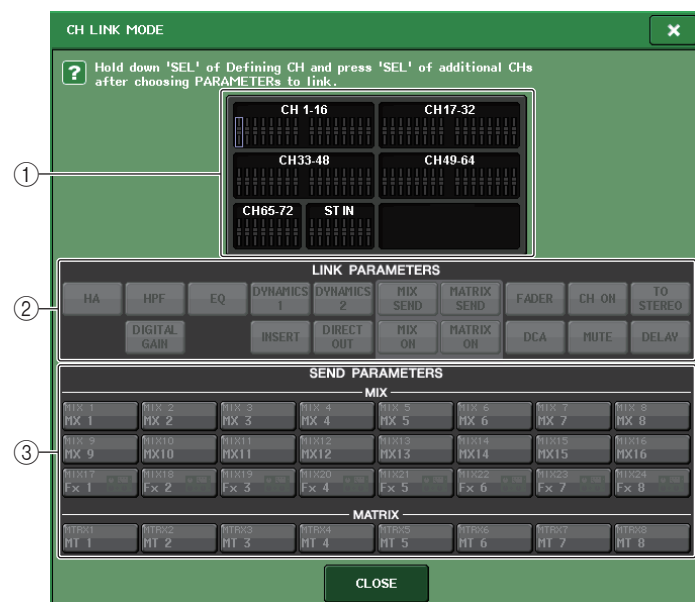 CH LINK MODE
×
? Hold down 'SEL' of Defining CH and press 'SEL' of additional CHs
after choosing PARAMETERs to link.
①
CH 1-16 CH17-32
CH33-48 CH49-64
CH65-72 ST IN
②
LINK PARAMETERS
HA HPF EQ DYNAMICS 1 DYNAMICS 2 MIX SEND MATRIX SEND FADER CH ON TO STEREO
DIGITAL GAIN INSERT DIRECT OUT MIX ON MATRIX ON DCA MUTE DELAY
③
SEND PARAMETERS
MIX
MIX 1 MIX 2 MIX 3 MIX 4 MIX 5 MIX 6 MIX 7 MIX 8
MX 1 MX 2 MX 3 MX 4 MX 5 MX 6 MX 7 MX 8
MIX 9 MIX10 MIX11 MIX12 MIX13 MIX14 MIX15 MIX16
MX 9 MX10 MX11 MX12 MX13 MX14 MX15 MX16
MIX17 MIX18 MIX19 MIX20 MIX21 MIX22 MIX23 MIX24
Fx 1 Fx 2 Fx 3 Fx 4 Fx 5 Fx 6 Fx 7 Fx 8
MATRIX
MTRX1 MTRX2 MTRX3 MTRX4 MTRX5 MTRX6 MTRX7 MTRX8
MT 1 MT 2 MT 3 MT 4 MT 5 MT 6 MT 7 MT 8
CLOSE